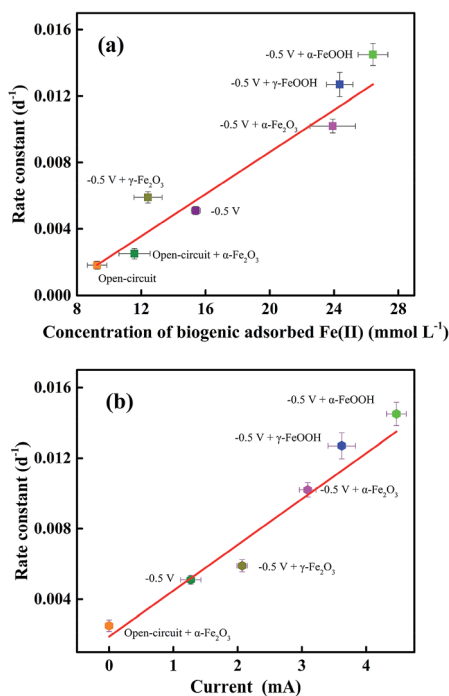 0.016
(a)
-0.5 V + α-FeOOH
-0.5 V + γ-FeOOH
0.012
-0.5 V + α-Fe₂O₃
0.008
-0.5 V + γ-Fe₂O₃
-0.5 V
0.004
Open-circuit + α-Fe₂O₃
Open-circuit
0.000
Rate constant (d⁻¹)
8 12 16 20 24 28
Concentration of biogenic adsorbed Fe(II) (mmol L⁻¹)
0.016
(b)
-0.5 V + α-FeOOH
-0.5 V + γ-FeOOH
0.012
-0.5 V + α-Fe₂O₃
0.008
-0.5 V
-0.5 V + γ-Fe₂O₃
0.004
Open-circuit + α-Fe₂O₃
Rate constant (d⁻¹)
0 1 2 3 4
Current (mA)